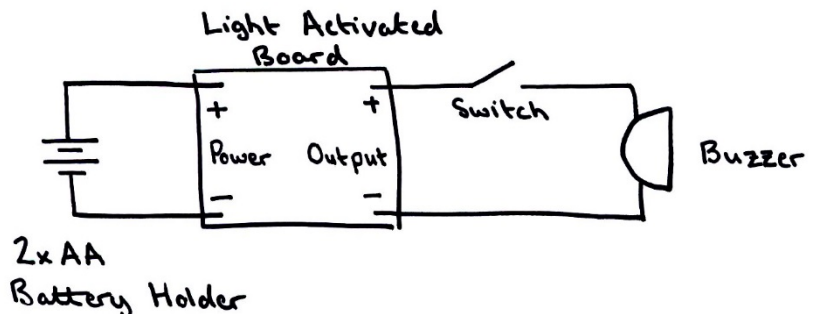 Light Activated
Board
+ +
Switch
Power Output
Buzzer
- -
2x AA
Battery Holder